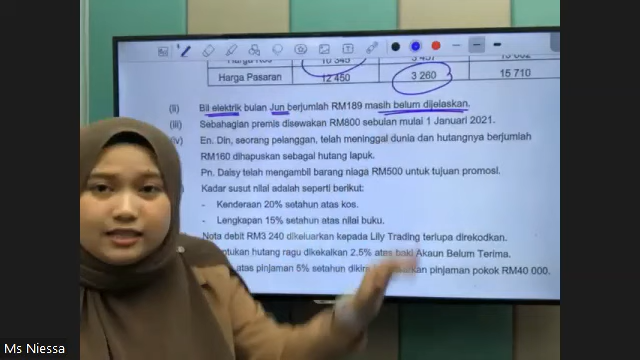 10 345 3 457 13 802
Harga Pasaran 12 450 3 260 15 710
(ii) Bil elektrik bulan Jun berjumlah RM189 masih belum dijelaskan.
(iii) Sebahagian premis disewakan RM800 sebulan mulai 1 Januari 2021.
(iv) En. Din, seorang pelanggan, telah meninggal dunia dan hutangnya berjumlah
RM160 dihapuskan sebagai hutang lapuk.
Pn. Daisy telah mengambil barang niaga RM500 untuk tujuan promosi.
Kadar susut nilai adalah seperti berikut:
- Kenderaan 20% setahun atas kos.
- Lengkapan 15% setahun atas nilai buku.
Nota debit RM3 240 dikeluarkan kepada Lily Trading terlupa direkodkan.
hutang ragu dikekalkan 2.5% atas baki Akaun Belum Terima.
atas pinjaman 5% setahun pinjaman pokok RM40 000.
Ms Niessa